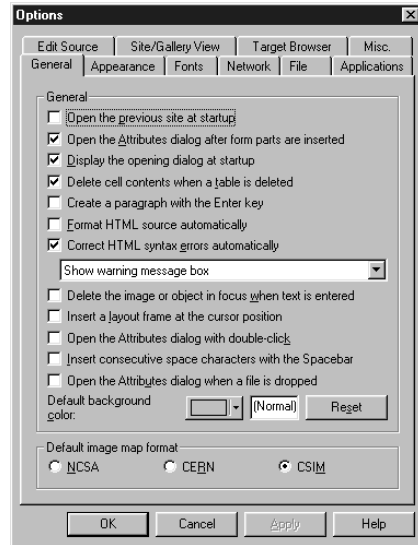 Options
Edit Source Site/Gallery View Target Browser Misc.
General Appearance Fonts Network File Applications
General
Open the previous site at startup
Open the Attributes dialog after form parts are inserted
Display the opening dialog at startup
Delete cell contents when a table is deleted
Create a paragraph with the Enter key
Format HTML source automatically
Correct HTML syntax errors automatically
Show warning message box
Delete the image or object in focus when text is entered
Insert a layout frame at the cursor position
Open the Attributes dialog with double-click
Insert consecutive space characters with the Spacebar
Open the Attributes dialog when a file is dropped
Default background (Normal) Reset
color:
Default image map format
NCSA CERN CSIM
OK Cancel Apply Help